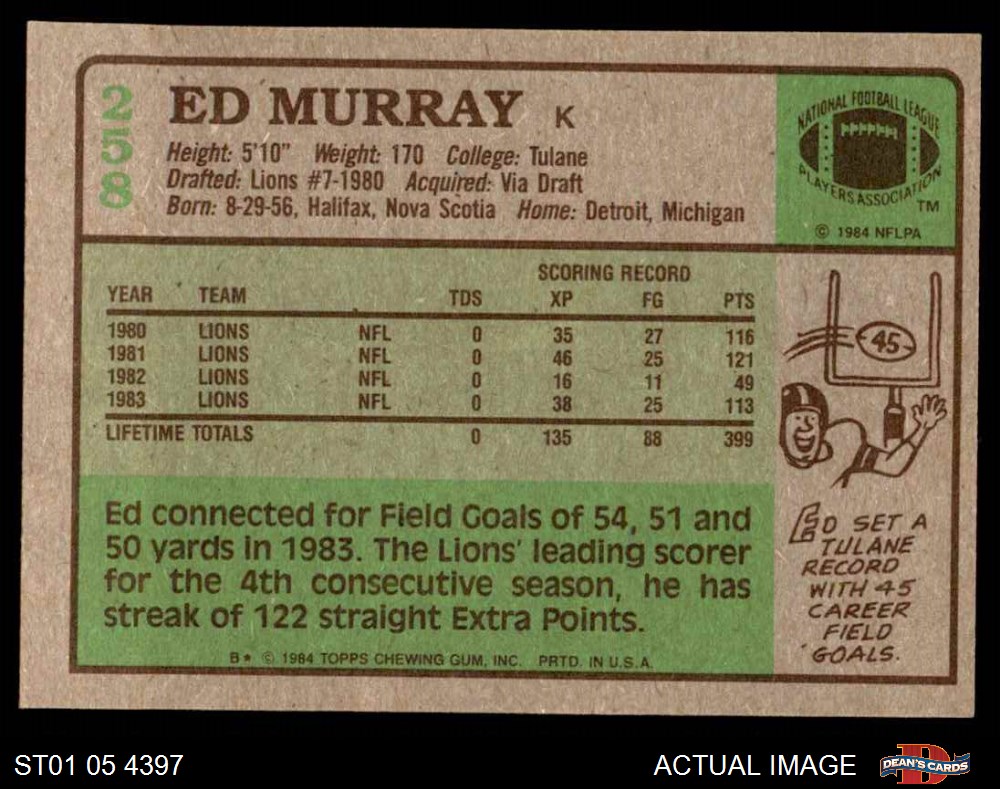 258
ED MURRAY K
Height: 5'10" Weight: 170 College: Tulane
Drafted: Lions #7-1980 Acquired: Via Draft
Born: 8-29-56, Halifax, Nova Scotia Home: Detroit, Michigan
NATIONAL FOOTBALL LEAGUE
PLAYERS ASSOCIATION
TM
© 1984 NFLPA
SCORING RECORD
YEAR TEAM TDS XP FG PTS
1980 LIONS NFL 0 35 27 116
1981 LIONS NFL 0 46 25 121
1982 LIONS NFL 0 16 11 49
1983 LIONS NFL 0 38 25 113
LIFETIME TOTALS 0 135 88 399
Ed connected for Field Goals of 54, 51 and
50 yards in 1983. The Lions' leading scorer
for the 4th consecutive season, he has
streak of 122 straight Extra Points.
B* © 1984 TOPPS CHEWING GUM, INC. PRTD. IN U.S.A.
45
ED SET A
TULANE
RECORD
WITH 45
CAREER
FIELD
GOALS.
ST01 05 4397
ACTUAL IMAGE
D
DEAN'S CARDS